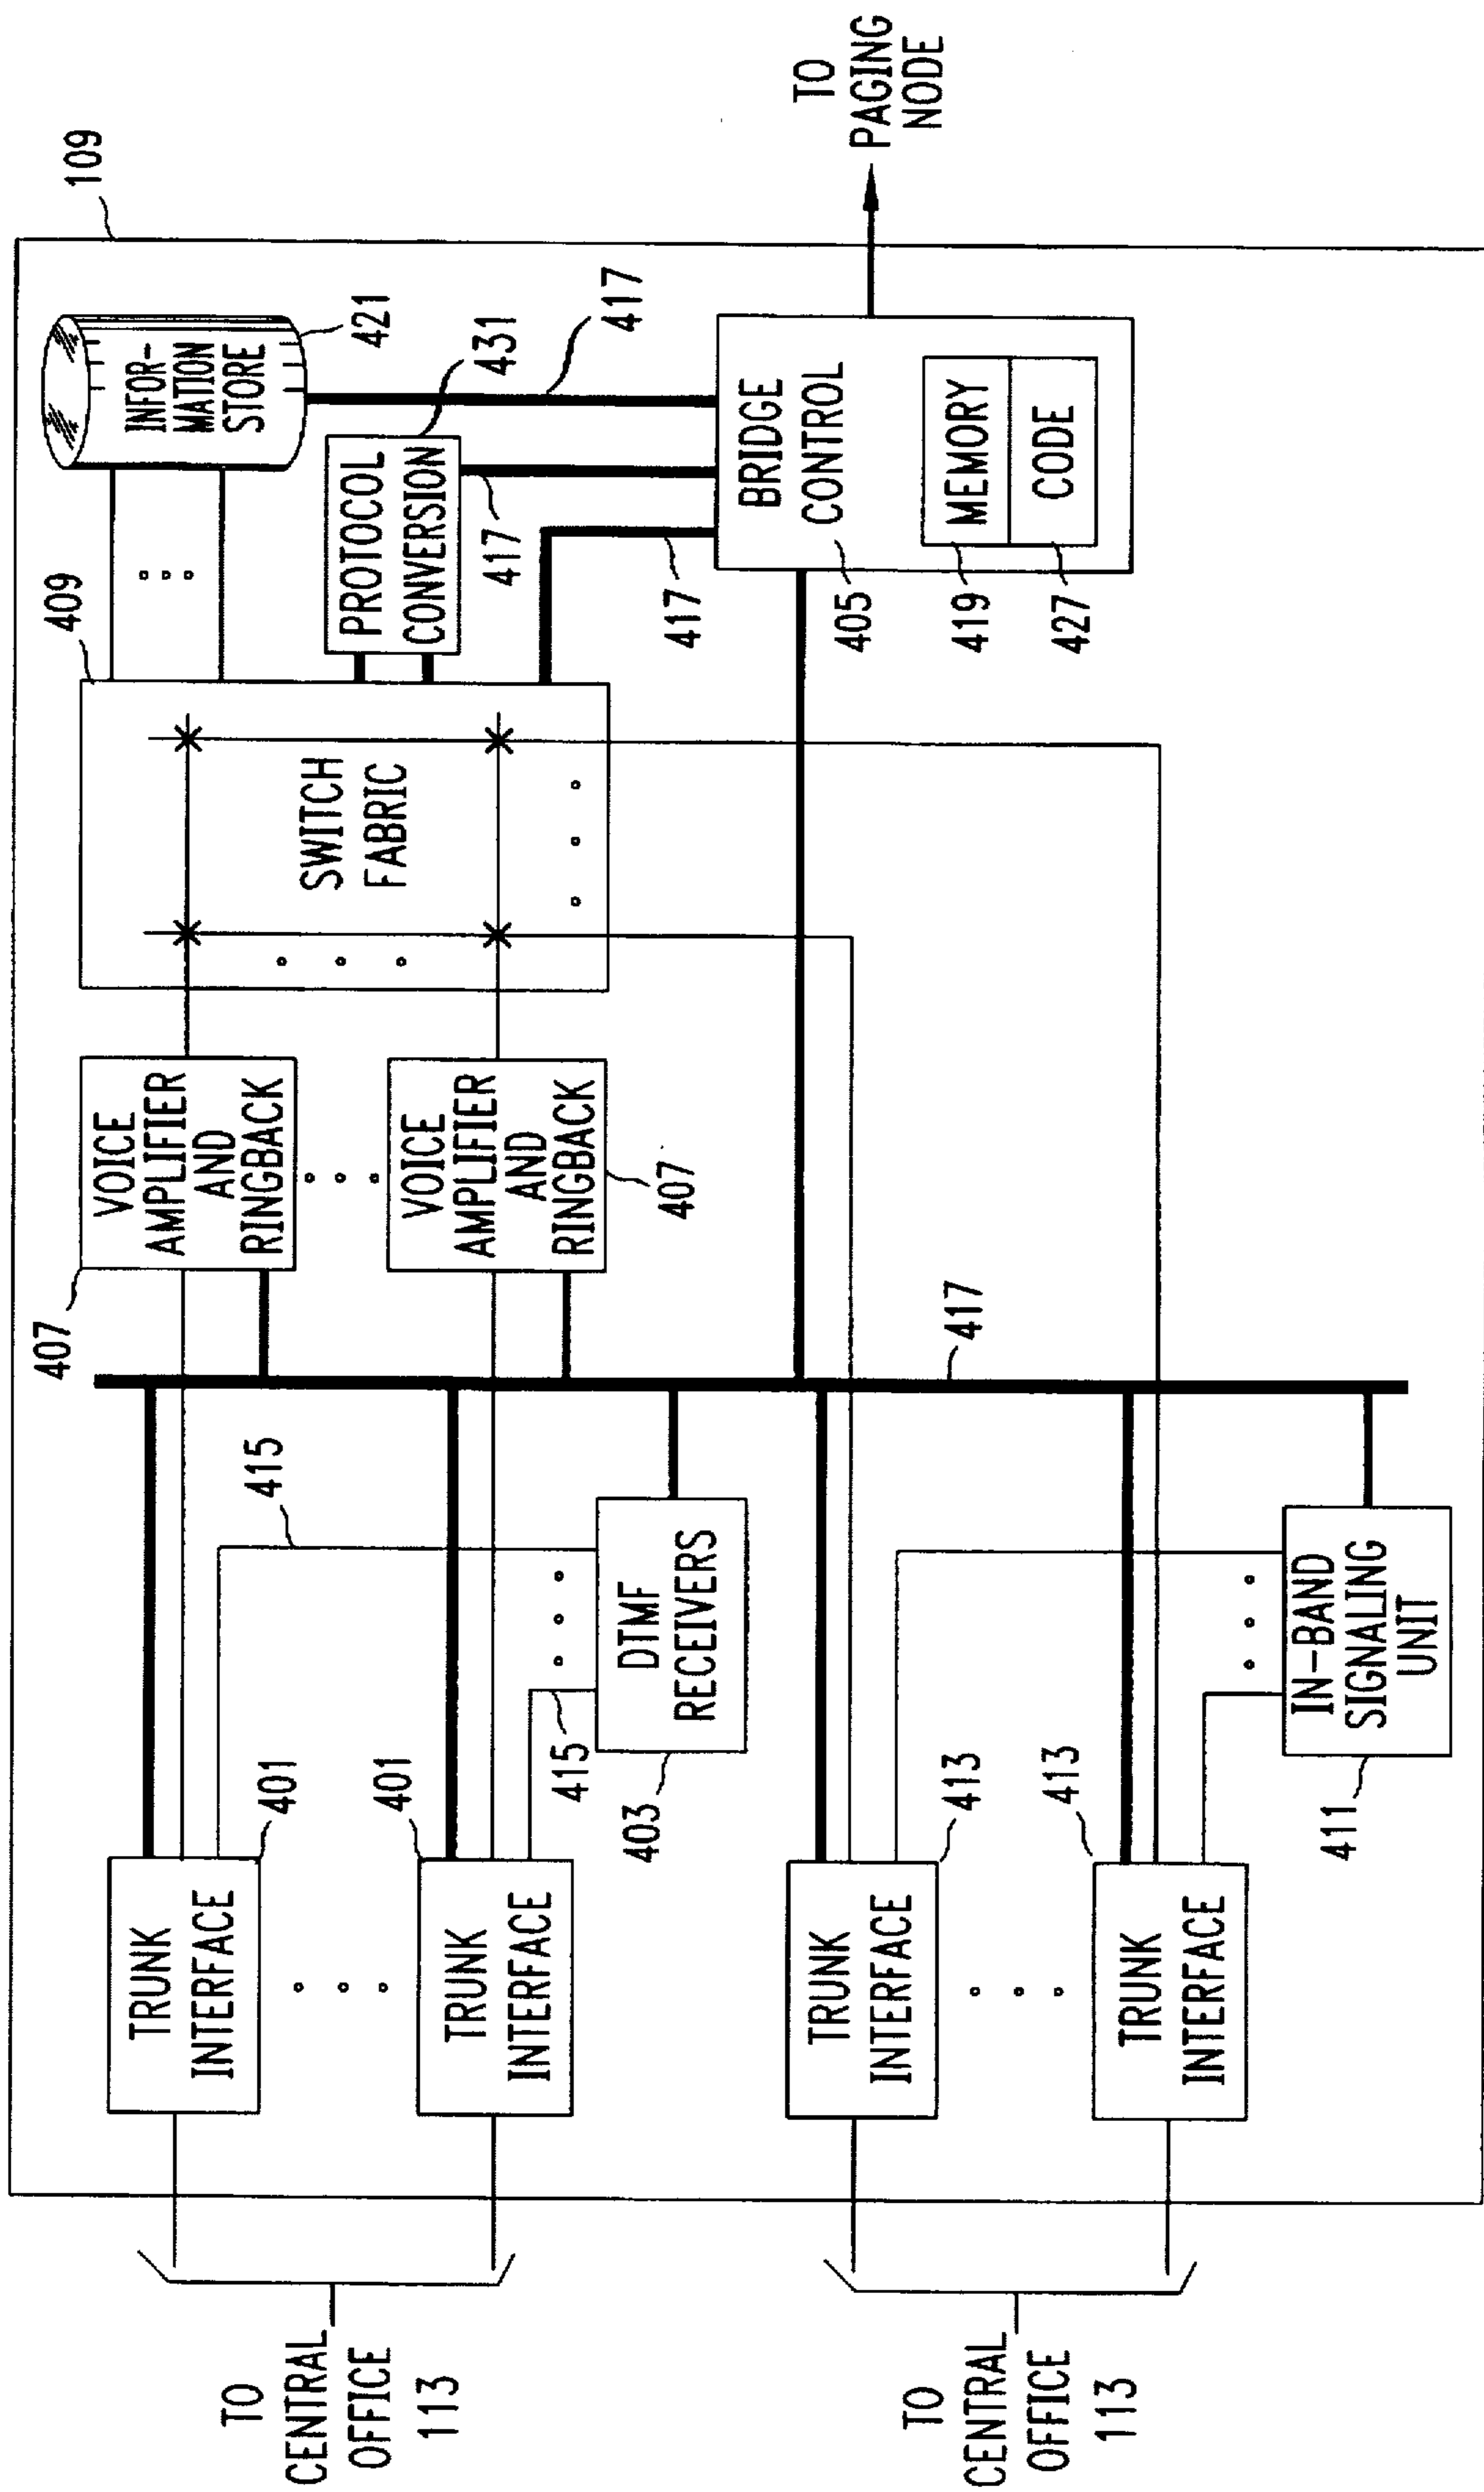 109
TO
CENTRAL
OFFICE
113
TRUNK
INTERFACE
401
TRUNK
INTERFACE
401
415
415
DTMF
RECEIVERS
403
407
VOICE
AMPLIFIER
AND
RINGBACK
VOICE
AMPLIFIER
AND
RINGBACK
407
409
SWITCH
FABRIC
INFOR-
MATION
STORE
421
PROTOCOL
CONVERSION
431
417
417
417
BRIDGE
CONTROL
405
MEMORY
419
CODE
427
TO
PAGING
NODE
417
TO
CENTRAL
OFFICE
113
TRUNK
INTERFACE
413
TRUNK
INTERFACE
413
IN-BAND
SIGNALING
UNIT
411